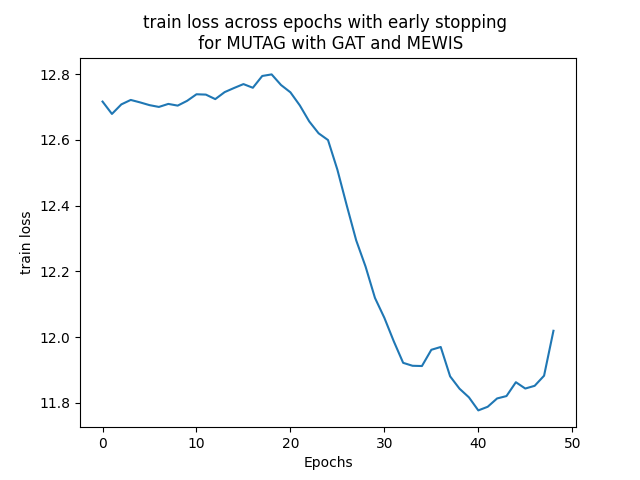 train loss across epochs with early stopping
for MUTAG with GAT and MEWIS
12.8
12.6
12.4
12.2
12.0
11.8
train loss
0 10 20 30 40 50
Epochs